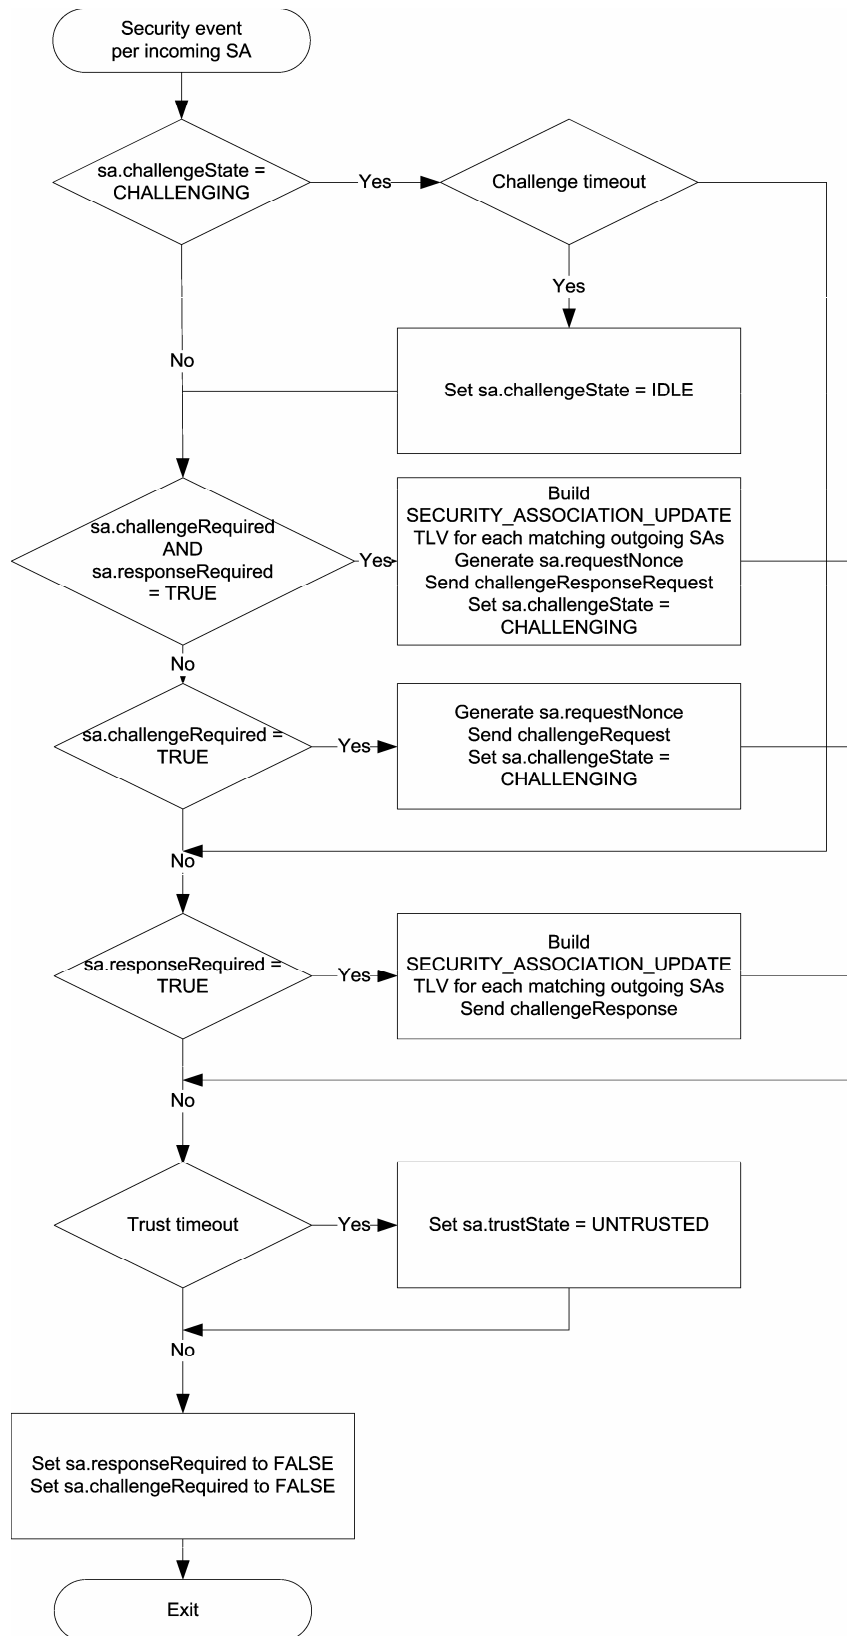 Security event
per incoming SA
sa.challengeState =
CHALLENGING
Yes
Challenge timeout
Yes
No
Set sa.challengeState = IDLE
sa.challengeRequired
AND
sa.responseRequired
= TRUE
Yes
Build
SECURITY_ASSOCIATION_UPDATE
TLV for each matching outgoing SAs
Generate sa.requestNonce
Send challengeResponseRequest
Set sa.challengeState =
CHALLENGING
No
sa.challengeRequired =
TRUE
Yes
Generate sa.requestNonce
Send challengeRequest
Set sa.challengeState =
CHALLENGING
No
sa.responseRequired =
TRUE
Yes
Build
SECURITY_ASSOCIATION_UPDATE
TLV for each matching outgoing SAs
Send challengeResponse
No
Trust timeout
Yes
Set sa.trustState = UNTRUSTED
No
Set sa.responseRequired to FALSE
Set sa.challengeRequired to FALSE
Exit